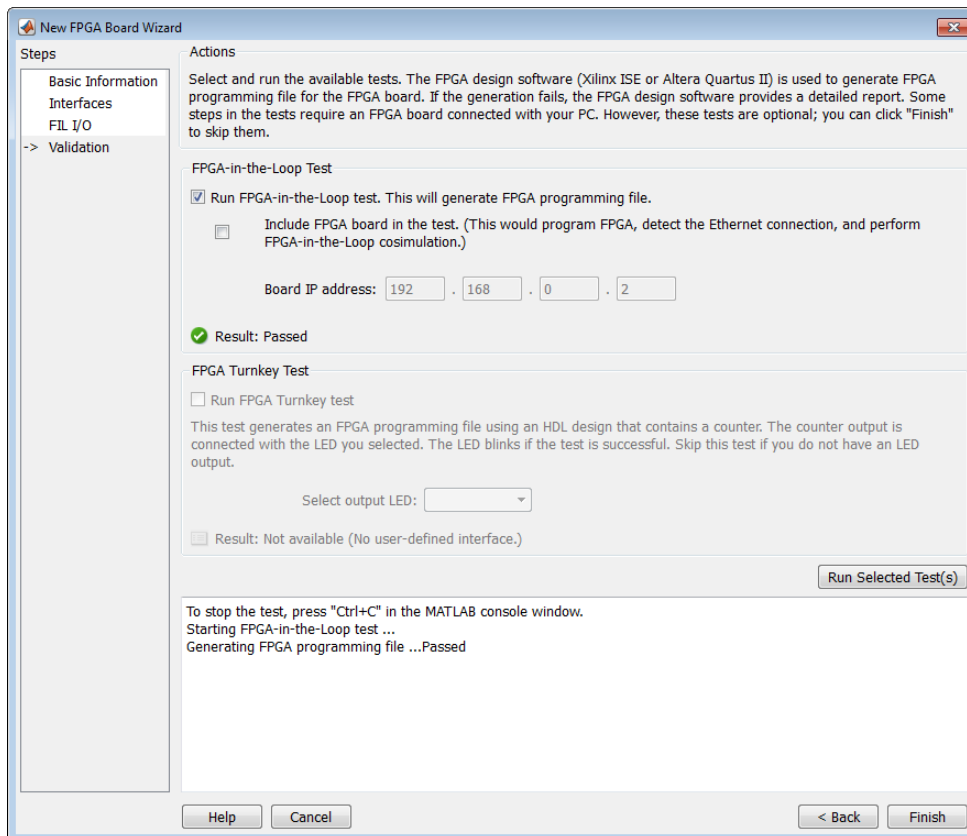 New FPGA Board Wizard
Steps
Basic Information
Interfaces
FIL I/O
-> Validation
Actions
Select and run the available tests. The FPGA design software (Xilinx ISE or Altera Quartus II) is used to generate FPGA
programming file for the FPGA board. If the generation fails, the FPGA design software provides a detailed report. Some
steps in the tests require an FPGA board connected with your PC. However, these tests are optional; you can click "Finish"
to skip them.
FPGA-in-the-Loop Test
Run FPGA-in-the-Loop test. This will generate FPGA programming file.
Include FPGA board in the test. (This would program FPGA, detect the Ethernet connection, and perform
FPGA-in-the-Loop cosimulation.)
Board IP address: 192 . 168 . 0 . 2
Result: Passed
FPGA Turnkey Test
Run FPGA Turnkey test
This test generates an FPGA programming file using an HDL design that contains a counter. The counter output is
connected with the LED you selected. The LED blinks if the test is successful. Skip this test if you do not have an LED
output.
Select output LED:
Result: Not available (No user-defined interface.)
Run Selected Test(s)
To stop the test, press "Ctrl+C" in the MATLAB console window.
Starting FPGA-in-the-Loop test ...
Generating FPGA programming file ...Passed
Help Cancel < Back Finish